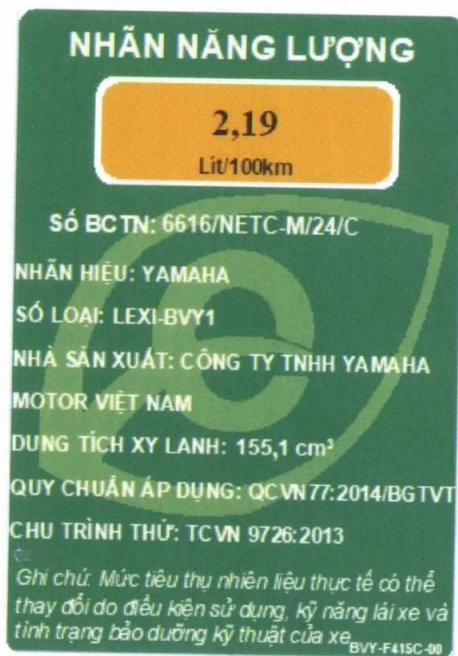 NHÃN NĂNG LƯỢNG
2,19
Lít/100km
Số BCTN: 6616/NETC-M/24/C
NHÃN HIỆU: YAMAHA
SỐ LOẠI: LEXI-BVY1
NHÀ SẢN XUẤT: CÔNG TY TNHH YAMAHA
MOTOR VIỆT NAM
DUNG TÍCH XY LANH: 155,1 cm³
QUY CHUẨN ÁP DỤNG: QCVN77:2014/BGTVT
CHU TRÌNH THỬ: TCVN 9726:2013
Ghi chú: Mức tiêu thụ nhiên liệu thực tế có thể
thay đổi do điều kiện sử dụng, kỹ năng lái xe và
tình trạng bảo dưỡng kỹ thuật của xe
BVY-F415C-00